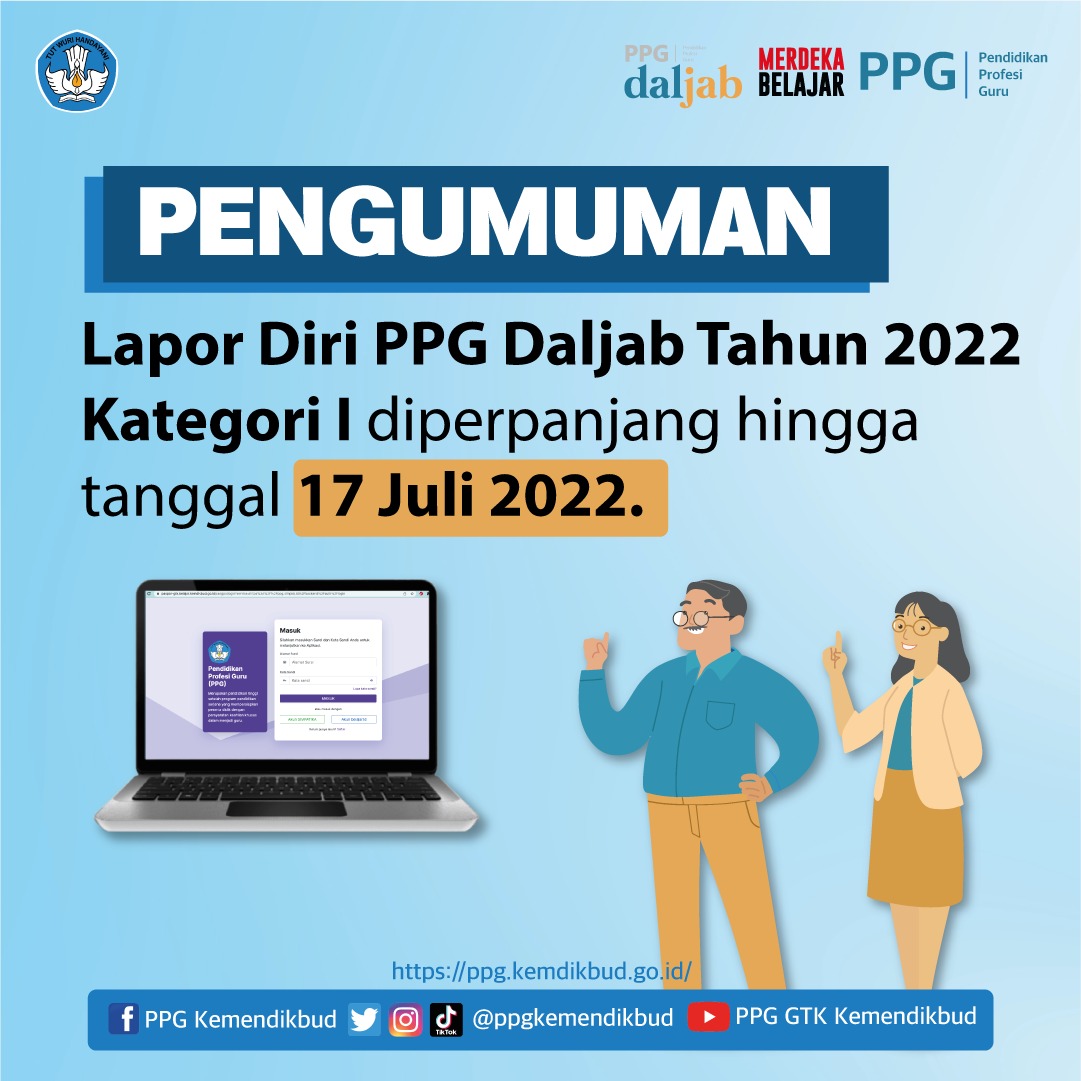 TUT WURI HANDAYANI
PPG
daljab
MERDEKA
BELAJAR
PPG
Pendidikan
Profesi
Guru
PENGUMUMAN
Lapor Diri PPG Daljab Tahun 2022
Kategori I diperpanjang hingga
tanggal 17 Juli 2022.
Pendidikan
Profesi Guru
(PPG)
Masuk
MASUK
https://ppg.kemdikbud.go.id/
PPG Kemendikbud
TikTok
@ppgkemendikbud
PPG GTK Kemendikbud